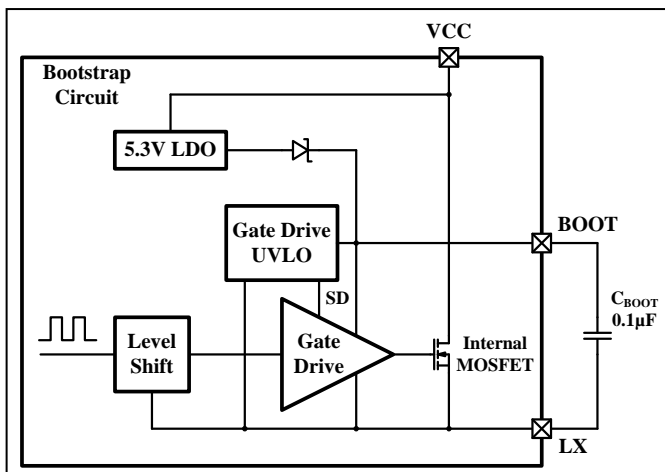 VCC
Bootstrap
Circuit
5.3V LDO
Gate Drive
UVLO
BOOT
SD
C_BOOT
0.1µF
Level
Shift
Gate
Drive
Internal
MOSFET
LX